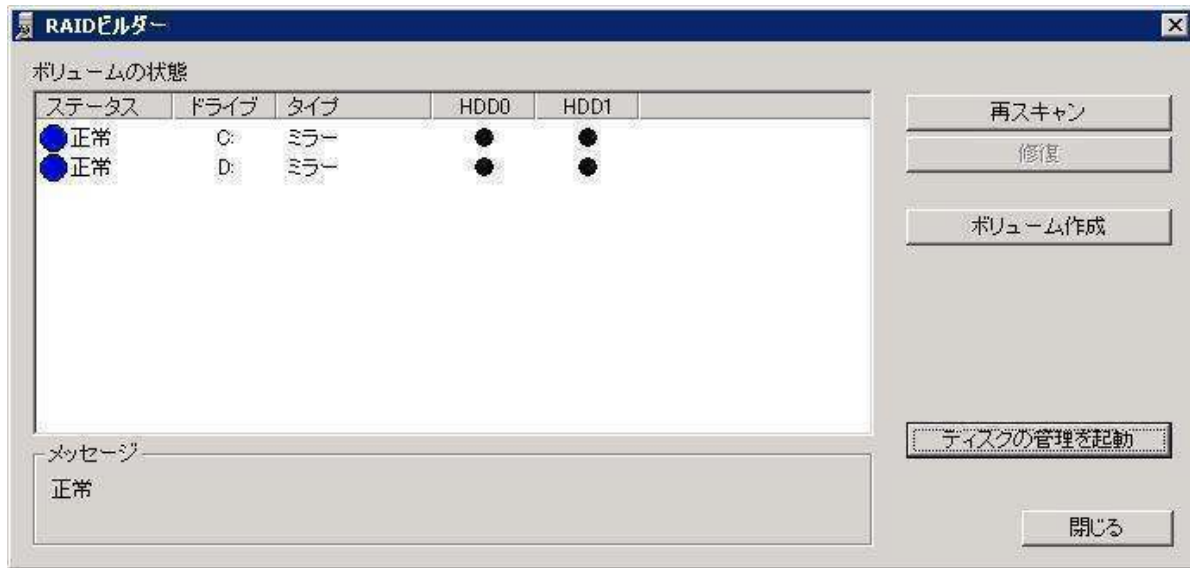 RAIDビルダー
ボリュームの状態
ステータス ドライブ タイプ HDD0 HDD1
正常 C: ミラー ● ●
正常 D: ミラー ● ●
再スキャン
修復
ボリューム作成
ディスクの管理を起動
メッセージ
正常
閉じる